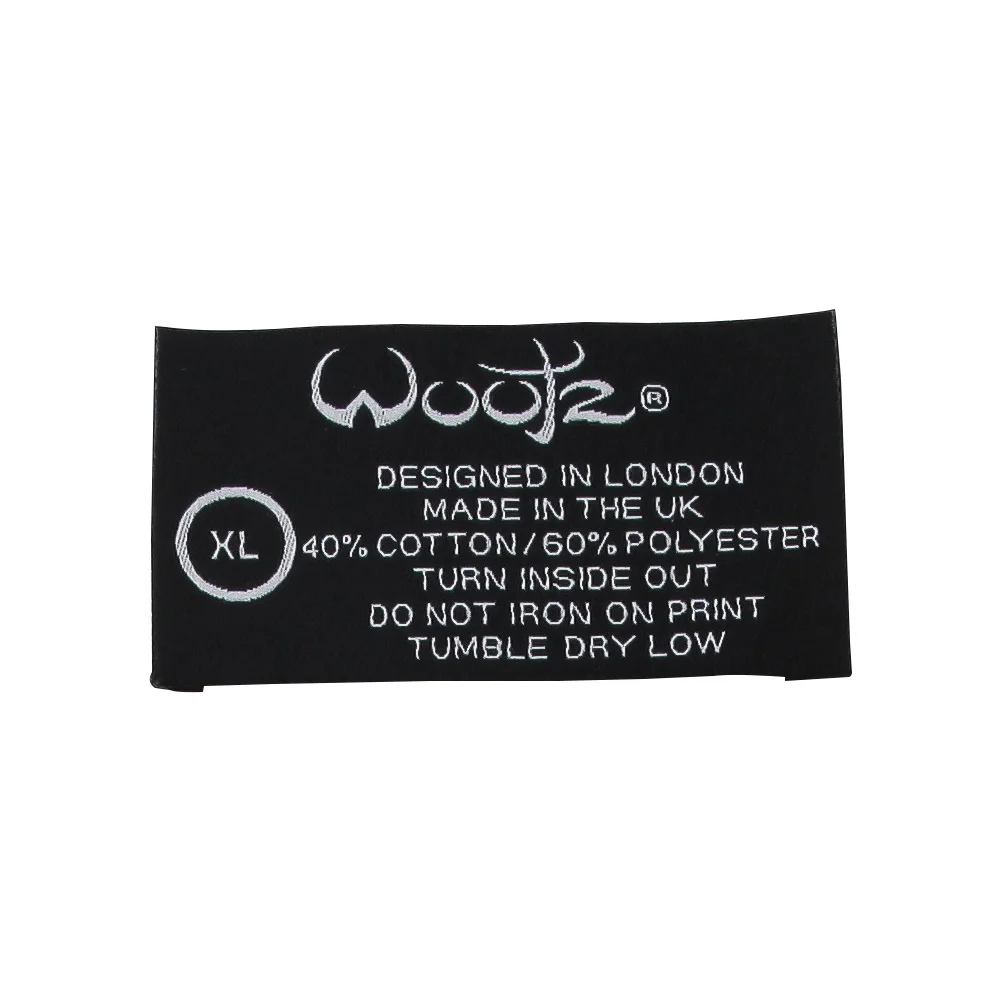 Wootz®
DESIGNED IN LONDON
MADE IN THE UK
XL
40% COTTON/60% POLYESTER
TURN INSIDE OUT
DO NOT IRON ON PRINT
TUMBLE DRY LOW